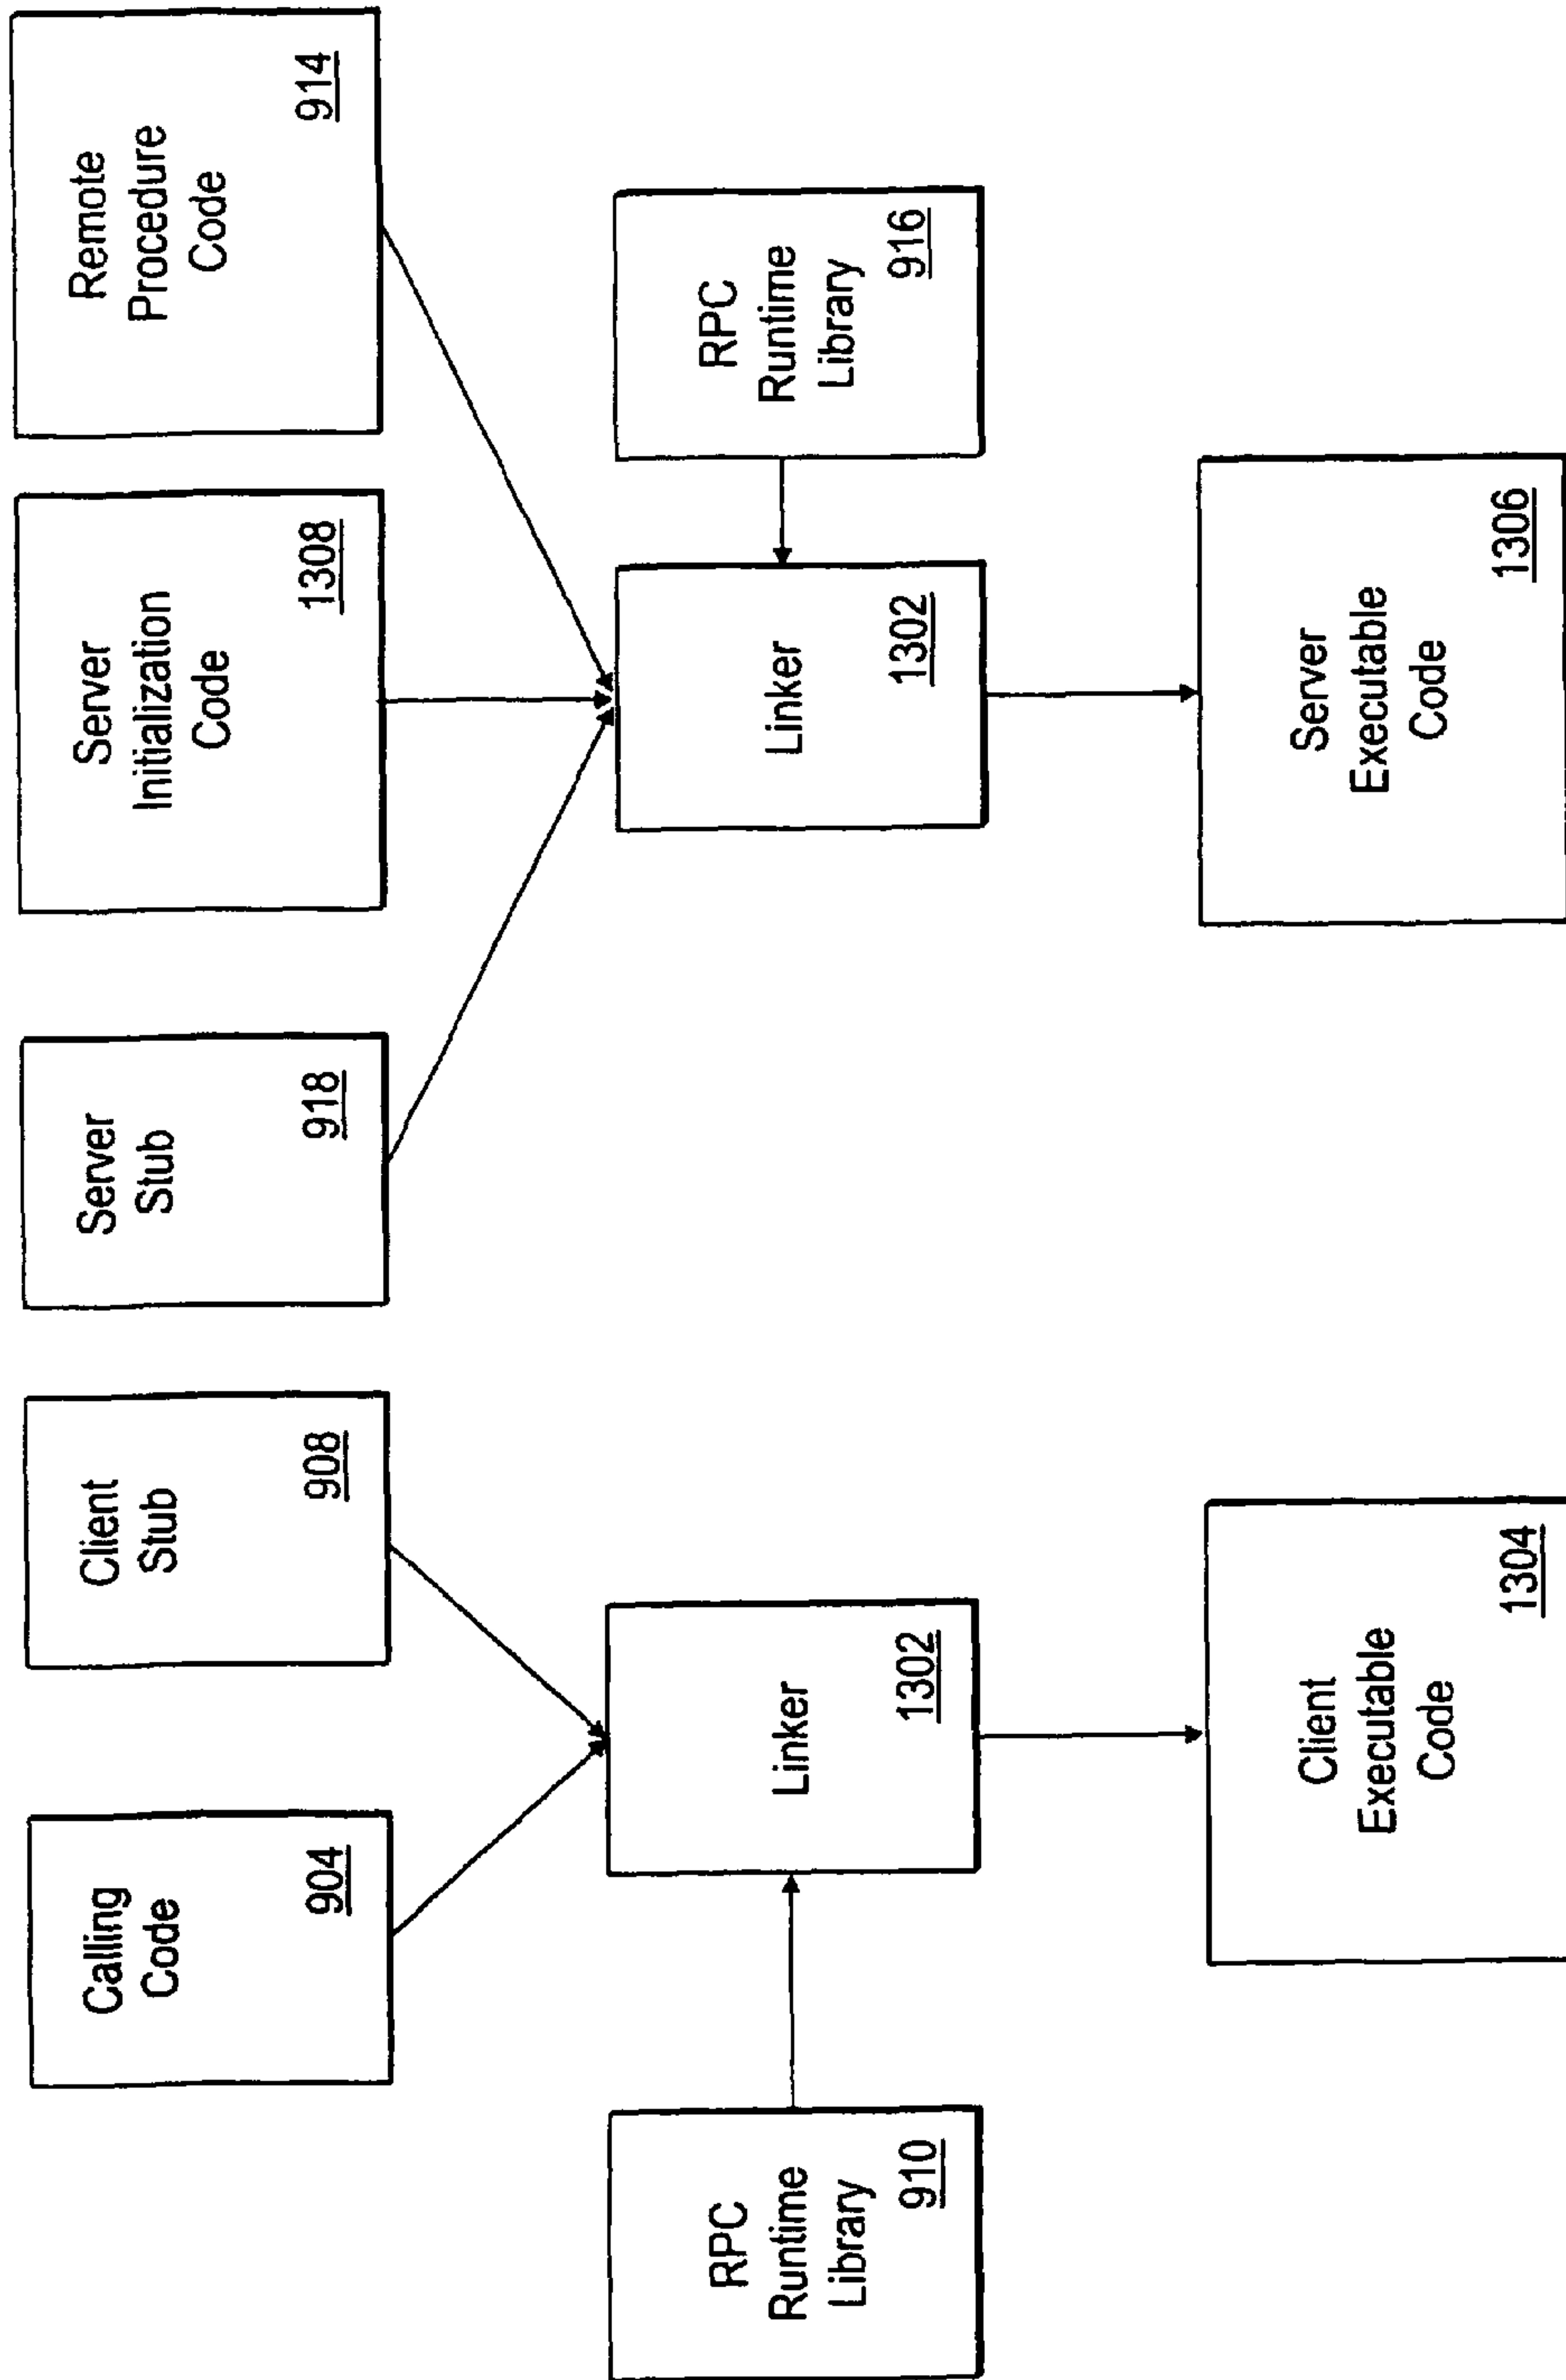 Calling
Code
904
Client
Stub
908
Server
Stub
918
Server
Initialization
Code
1308
Remote
Procedure
Code
914
RPC
Runtime
Library
910
Linker
1302
Linker
1302
RPC
Runtime
Library
916
Client
Executable
Code
1304
Server
Executable
Code
1306